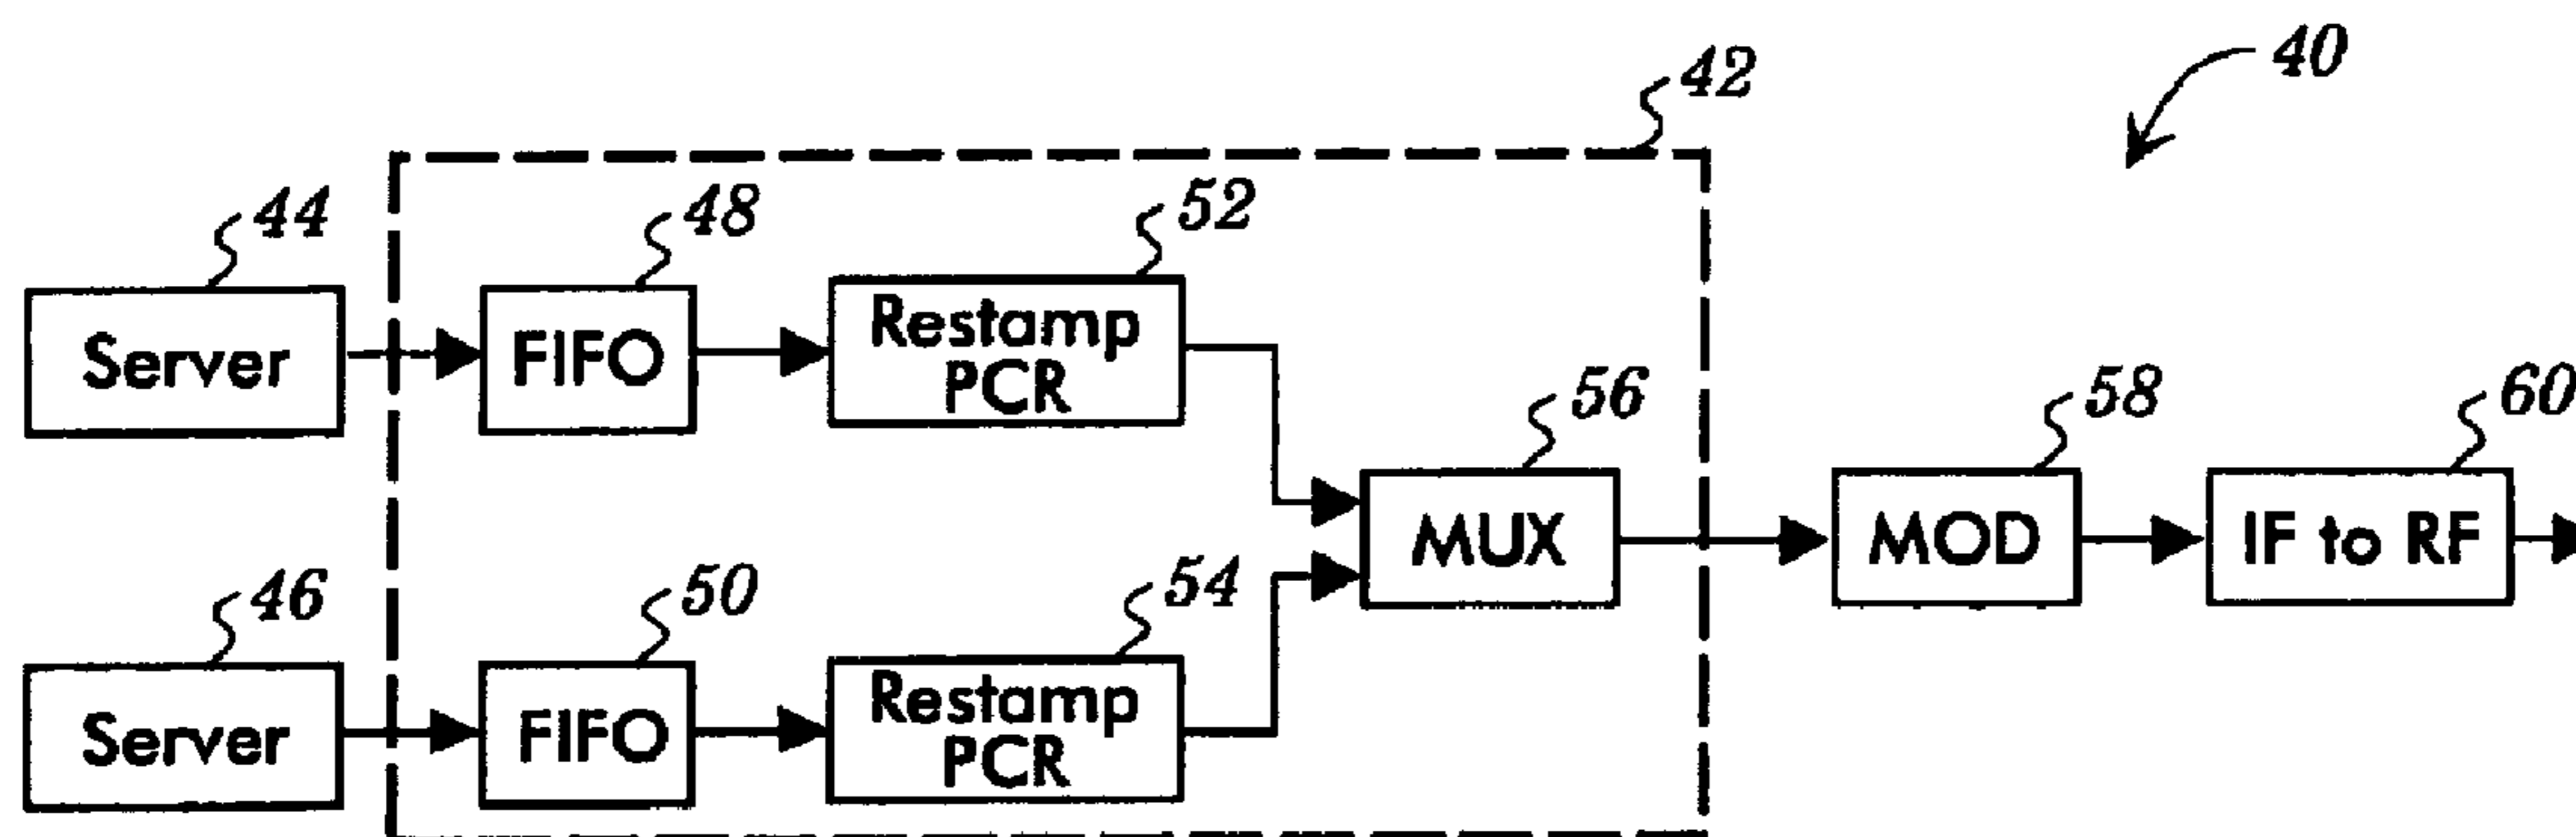 40
42
44
48
52
Server
FIFO
Restamp
PCR
56
58
60
MUX
MOD
IF to RF
46
50
54
Server
FIFO
Restamp
PCR